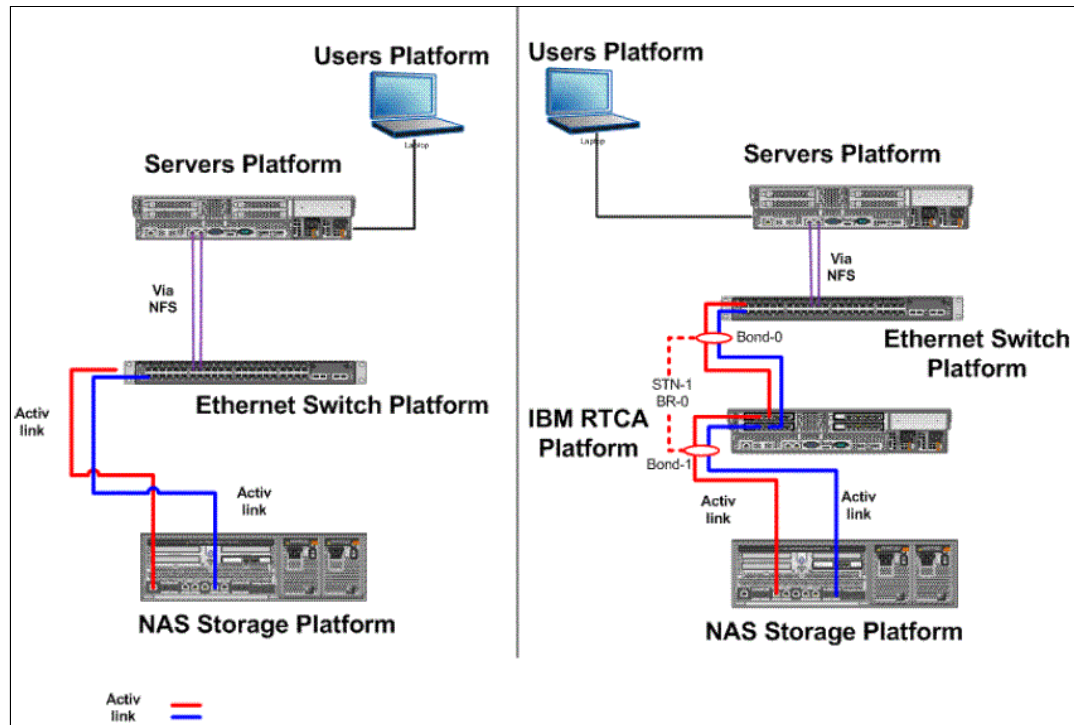 Users Platform
Laptop
Servers Platform
Via
NFS
Ethernet Switch Platform
Activ
link
Activ
link
NAS Storage Platform
Activ
link
Users Platform
Laptop
Servers Platform
Via
NFS
Bond-0
Ethernet Switch
Platform
STN-1
BR-0
IBM RTCA
Platform
Bond-1
Activ
link
Activ
link
NAS Storage Platform